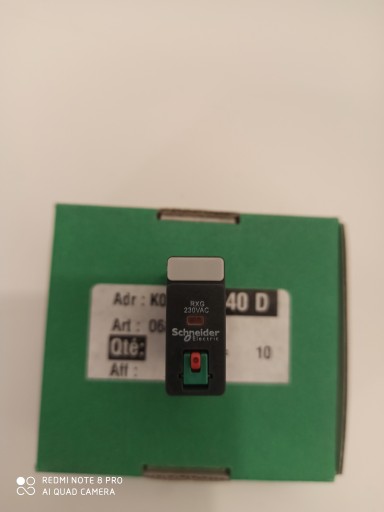 Adr : K0
40 D
RXG
230VAC
Schneider
Electric
Art : 06
Qté:
10
Aff :
REDMI NOTE 8 PRO
AI QUAD CAMERA